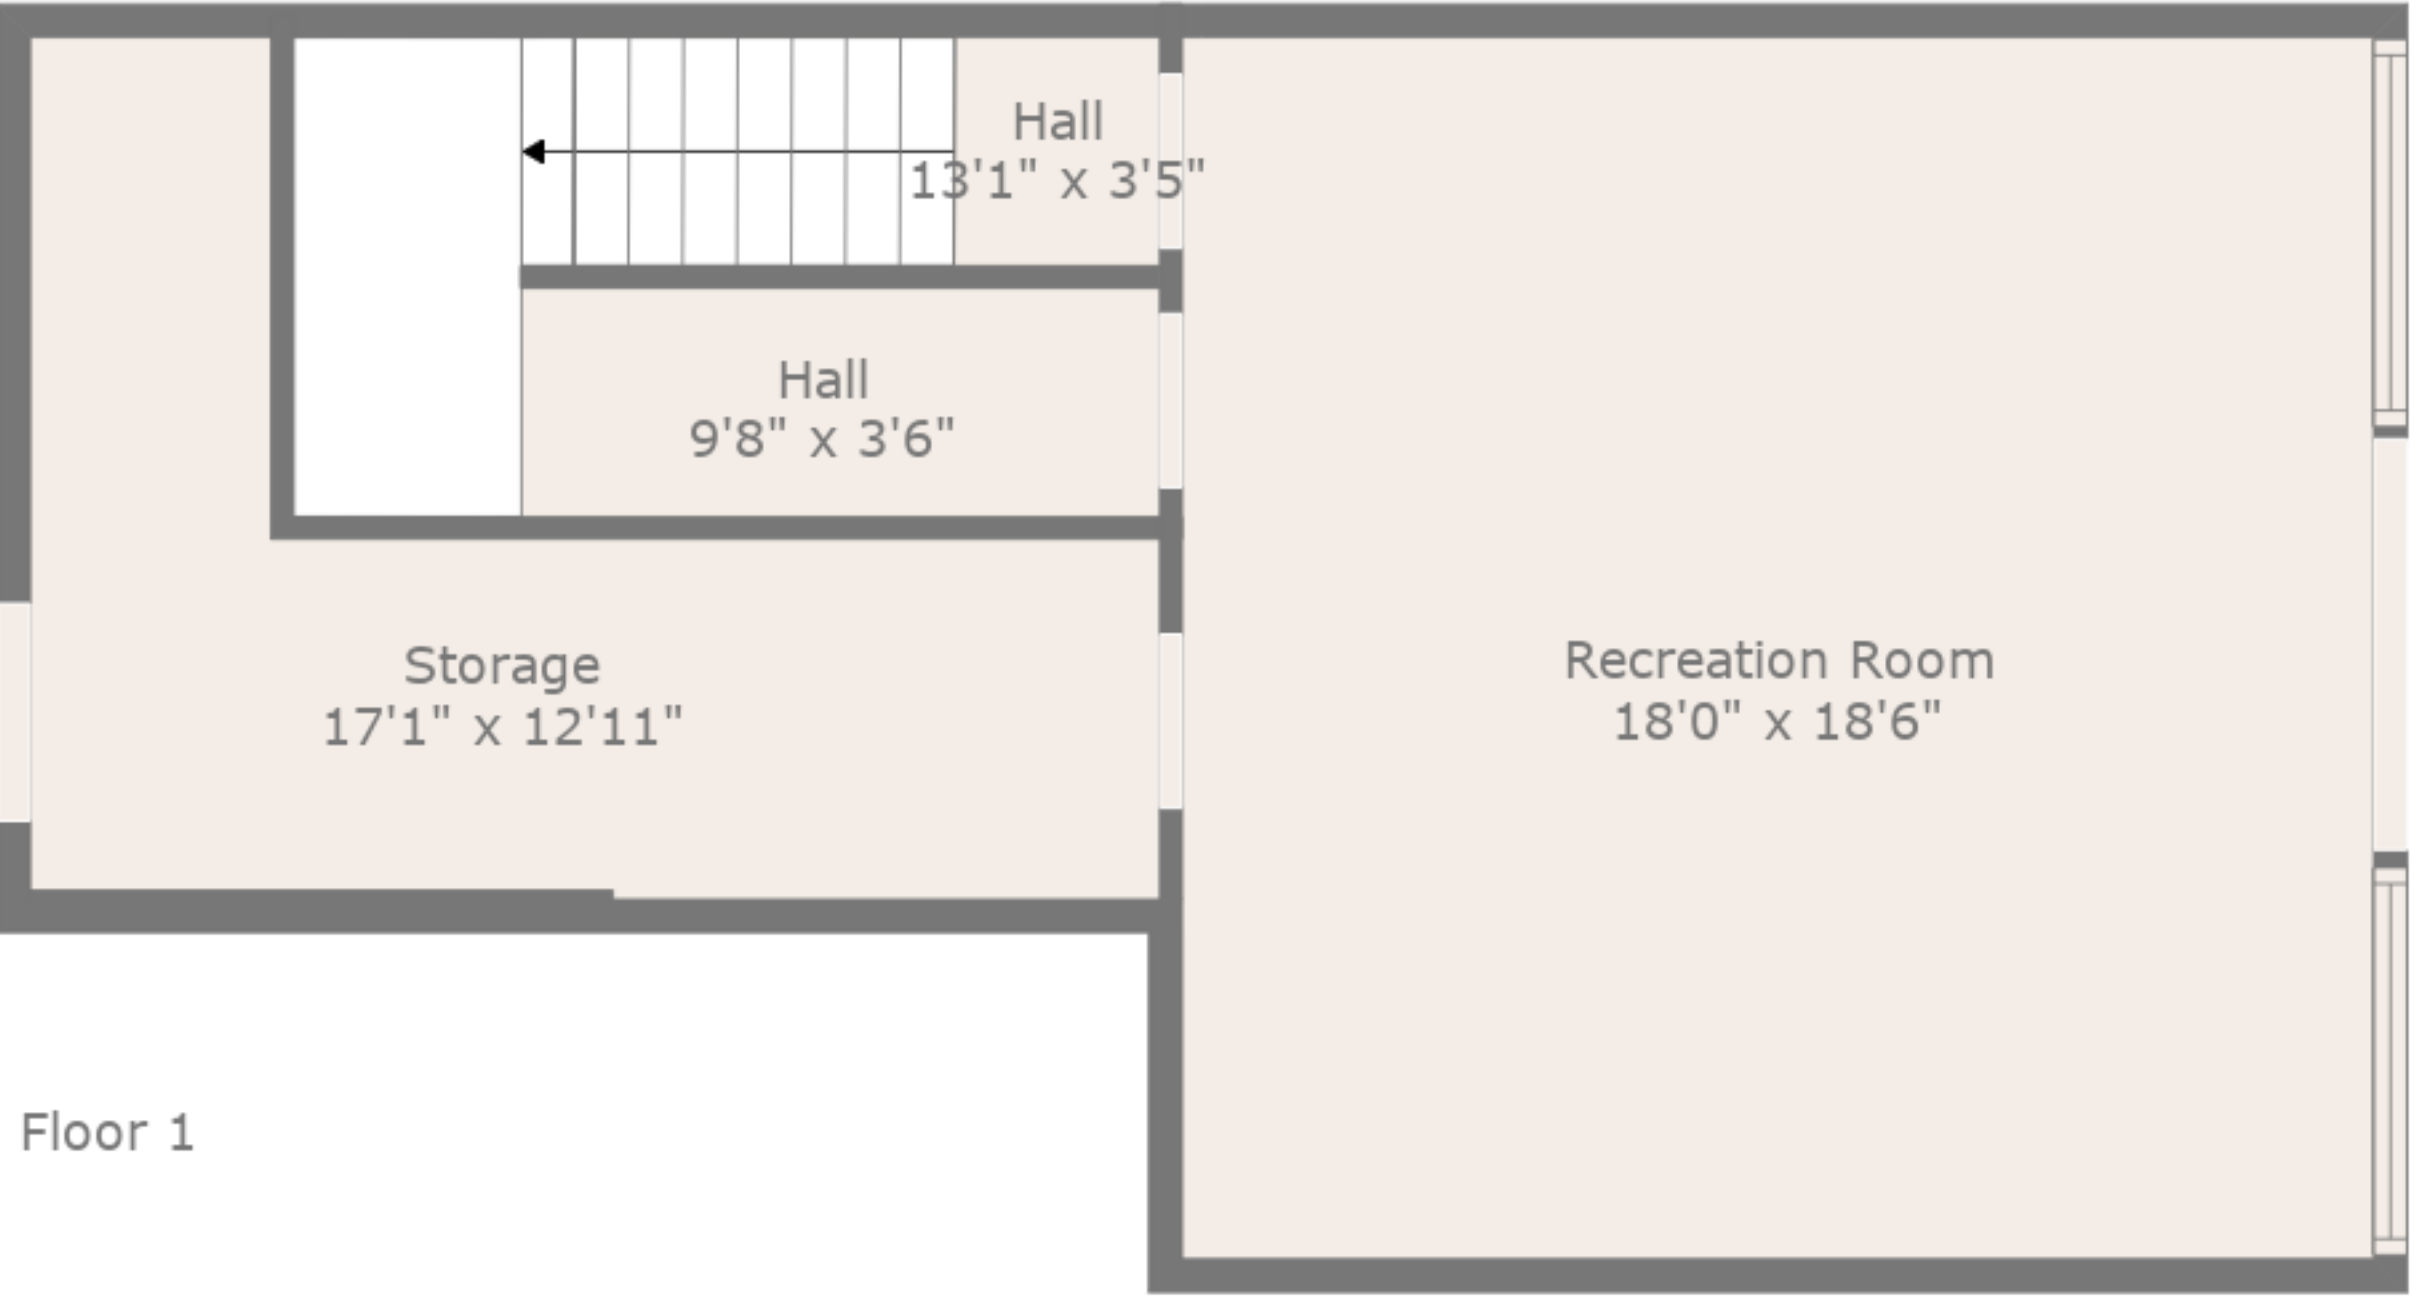 Hall
13'1" x 3'5"
Hall
9'8" x 3'6"
Storage
17'1" x 12'11"
Recreation Room
18'0" x 18'6"
Floor 1